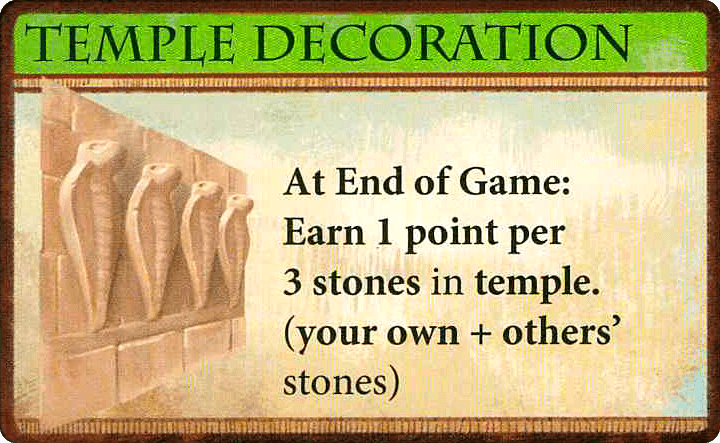 TEMPLE DECORATION
At End of Game:
Earn 1 point per
3 stones in temple.
(your own + others’
stones)